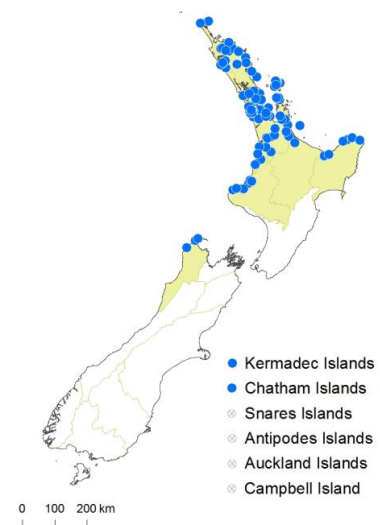 Kermadec Islands
Chatham Islands
Snares Islands
Antipodes Islands
Auckland Islands
Campbell Island
0 100 200 km